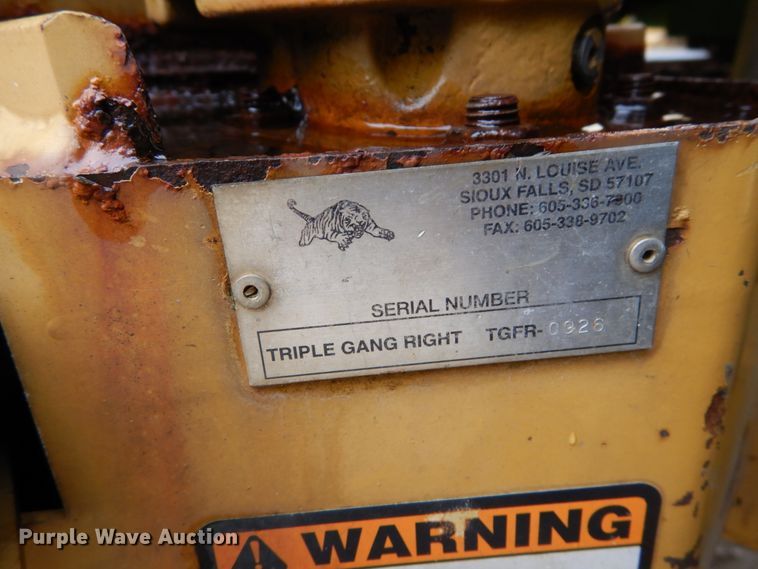 3301 N. LOUISE AVE.
SIOUX FALLS, SD 57107
PHONE: 605-336-7900
FAX: 605-338-9702
SERIAL NUMBER
TRIPLE GANG RIGHT TGFR-0926
WARNING
Purple Wave Auction